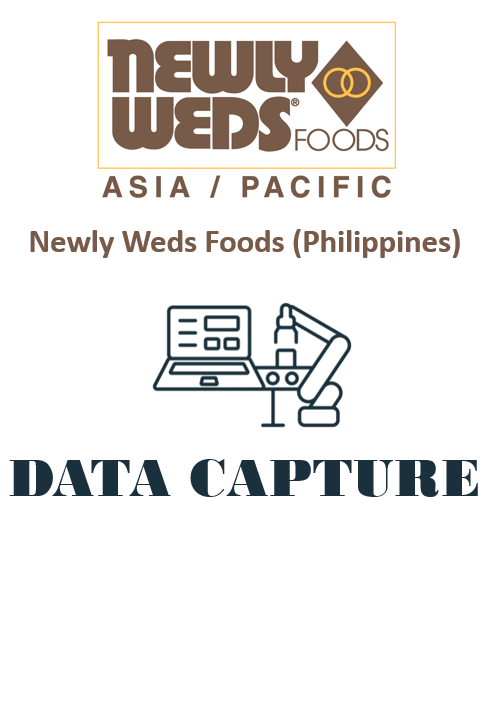 NEWLY
WEDS® FOODS
ASIA / PACIFIC
Newly Weds Foods (Philippines)
DATA CAPTURE